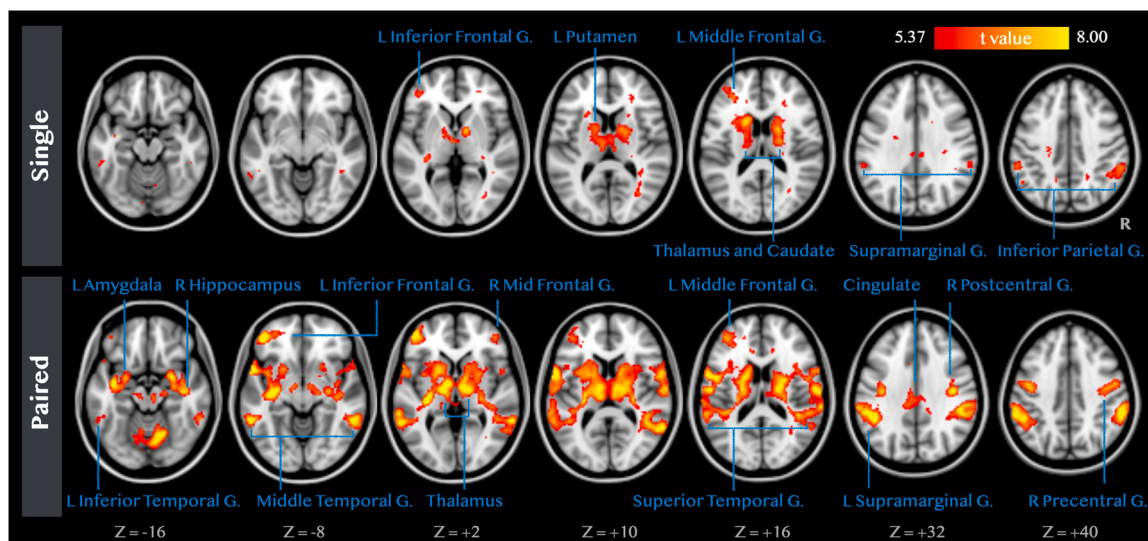 L Inferior Frontal G.
L Putamen
L Middle Frontal G.
5.37
t value
8.00
Single
Thalamus and Caudate
Supramarginal G.
Inferior Parietal G.
R
L Amygdala
R Hippocampus
L Inferior Frontal G.
R Mid Frontal G.
L Middle Frontal G.
Cingulate
R Postcentral G.
Paired
L Inferior Temporal G.
Middle Temporal G.
Thalamus
Superior Temporal G.
L Supramarginal G.
R Precentral G.
Z = -16
Z = -8
Z = +2
Z = +10
Z = +16
Z = +32
Z = +40